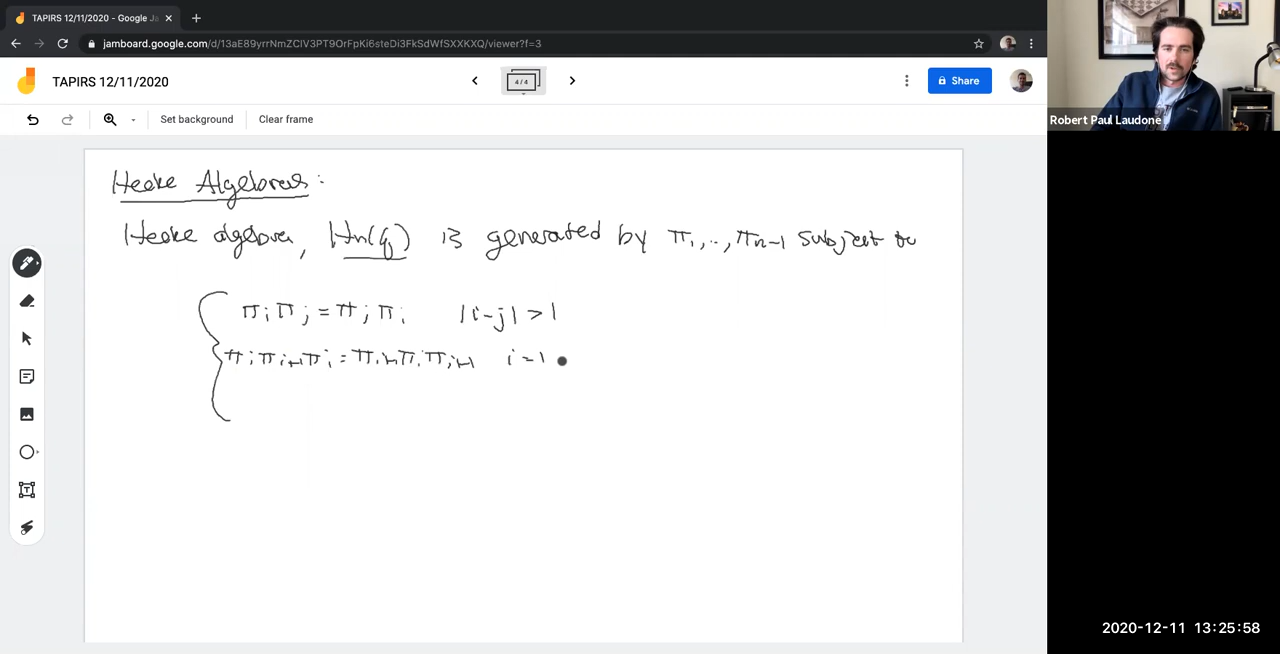 TAPIRS 12/11/2020 - Google Ja
jamboard.google.com/d/13aE89yrrNmZCIV3PT9OrFpKi6steDi3FkSdWfSXXKXQ/viewer?f=3
TAPIRS 12/11/2020
4/4
Share
Set background
Clear frame
Robert Paul Laudone
Hecke Algebras:
Hecke algebra, Hn(q) is generated by π1,..,πn-1 subject to
πiπj=πjπi |i-j|>1
πiπi+1πi=πi+1πiπi+1 i=1
2020-12-11 13:25:58